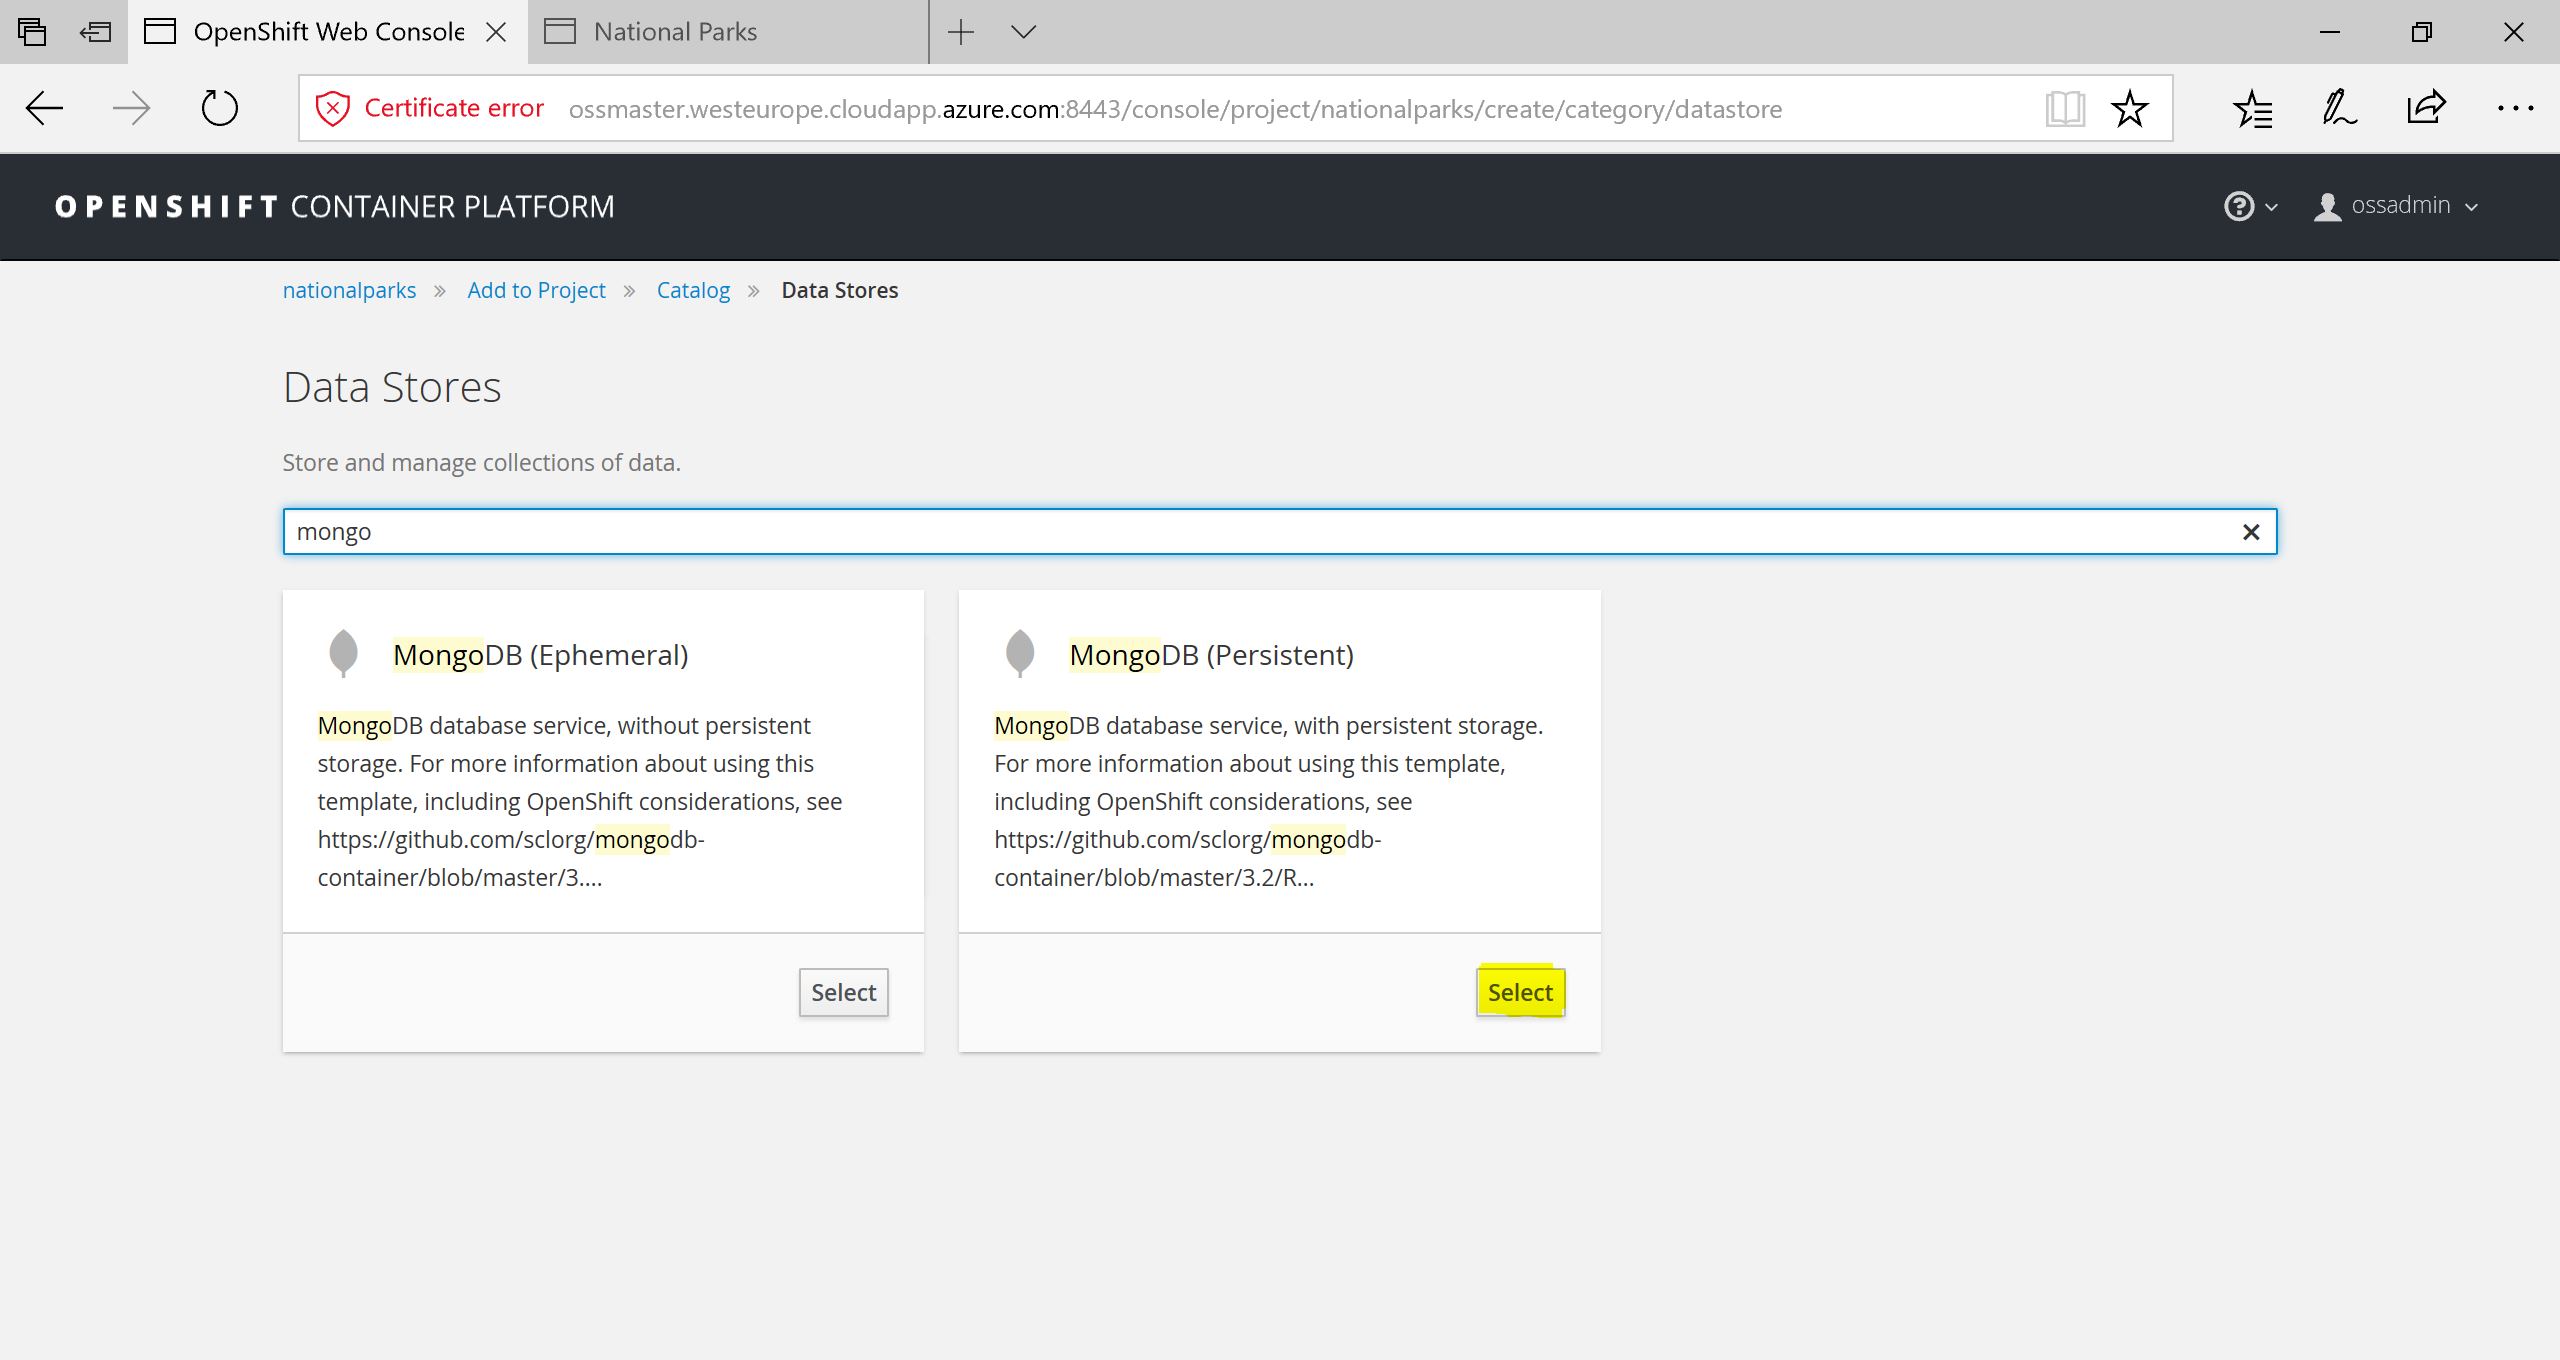 OpenShift Web Console
National Parks
Certificate error ossmaster.westeurope.cloudapp.azure.com:8443/console/project/nationalparks/create/category/datastore
OPENSHIFT CONTAINER PLATFORM
ossadmin
nationalparks » Add to Project » Catalog » Data Stores
Data Stores
Store and manage collections of data.
mongo
MongoDB (Ephemeral)
MongoDB database service, without persistent
storage. For more information about using this
template, including OpenShift considerations, see
https://github.com/sclorg/mongodb-
container/blob/master/3....
Select
MongoDB (Persistent)
MongoDB database service, with persistent storage.
For more information about using this template,
including OpenShift considerations, see
https://github.com/sclorg/mongodb-
container/blob/master/3.2/R...
Select